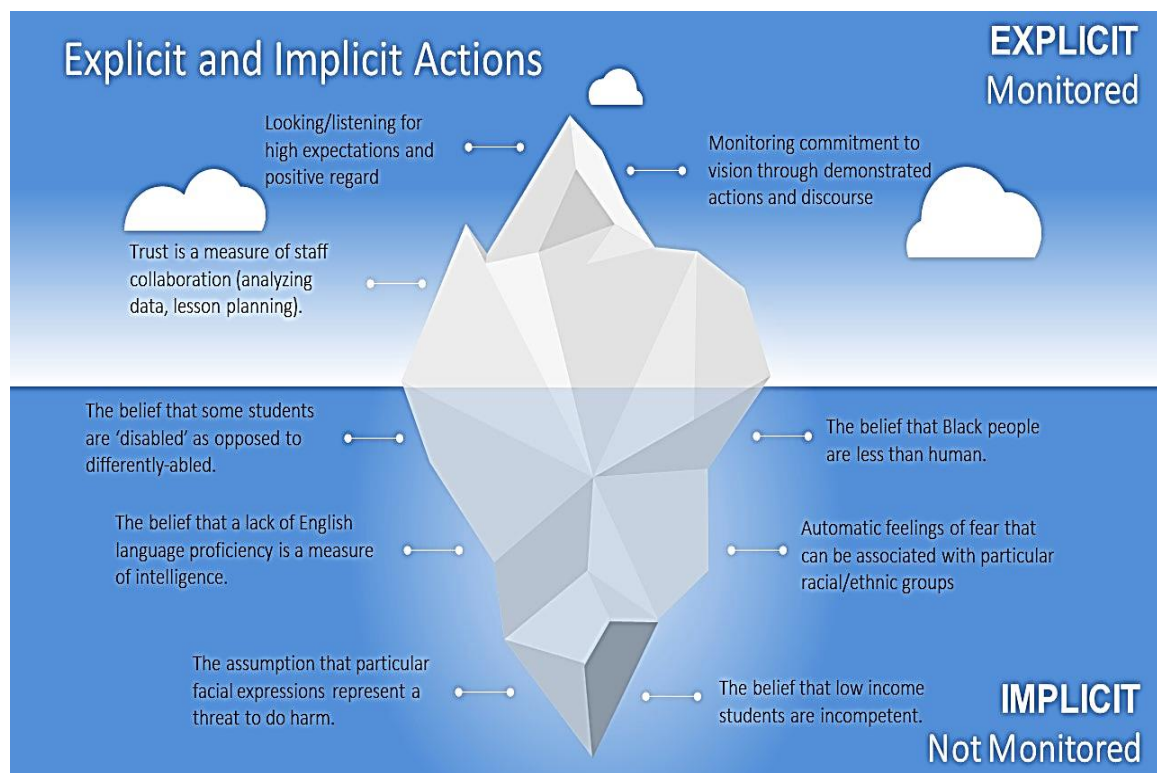 Explicit and Implicit Actions
EXPLICIT
Monitored
Looking/listening for
high expectations and
positive regard
Monitoring commitment to
vision through demonstrated
actions and discourse
Trust is a measure of staff
collaboration (analyzing
data, lesson planning).
The belief that some students
are ‘disabled’ as opposed to
differently-abled.
The belief that Black people
are less than human.
The belief that a lack of English
language proficiency is a measure
of intelligence.
Automatic feelings of fear that
can be associated with particular
racial/ethnic groups
The assumption that particular
facial expressions represent a
threat to do harm.
The belief that low income
students are incompetent.
IMPLICIT
Not Monitored